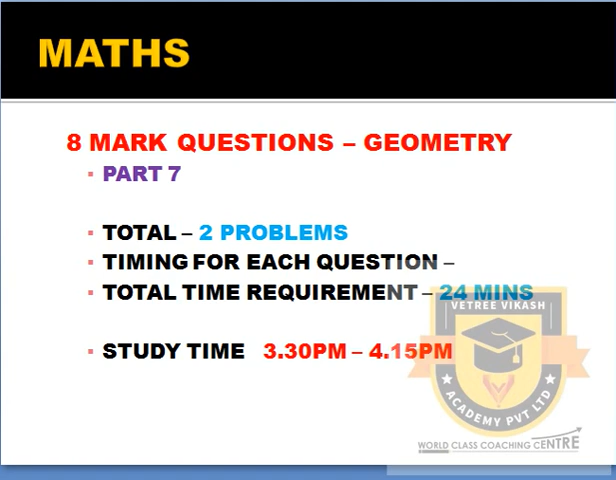 MATHS
8 MARK QUESTIONS – GEOMETRY
PART 7
TOTAL – 2 PROBLEMS
TIMING FOR EACH QUESTION –
TOTAL TIME REQUIREMENT – 24 MINS
STUDY TIME 3.30PM – 4.15PM
VETREE VIKASH
ACADEMY PVT LTD
WORLD CLASS COACHING CENTRE